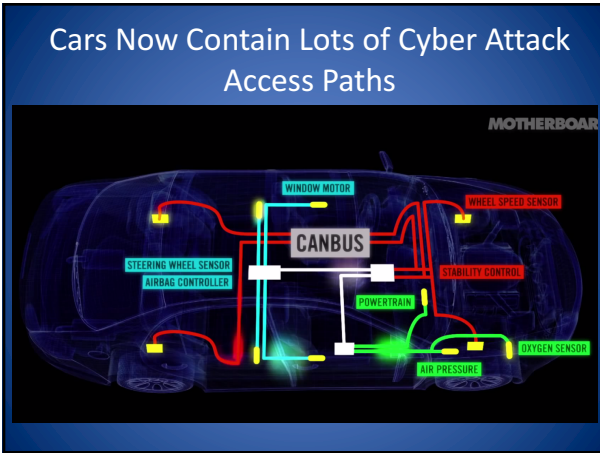 Cars Now Contain Lots of Cyber Attack
Access Paths
MOTHERBOAR
WINDOW MOTOR
WHEEL SPEED SENSOR
CANBUS
STEERING WHEEL SENSOR
AIRBAG CONTROLLER
STABILITY CONTROL
POWERTRAIN
OXYGEN SENSOR
AIR PRESSURE